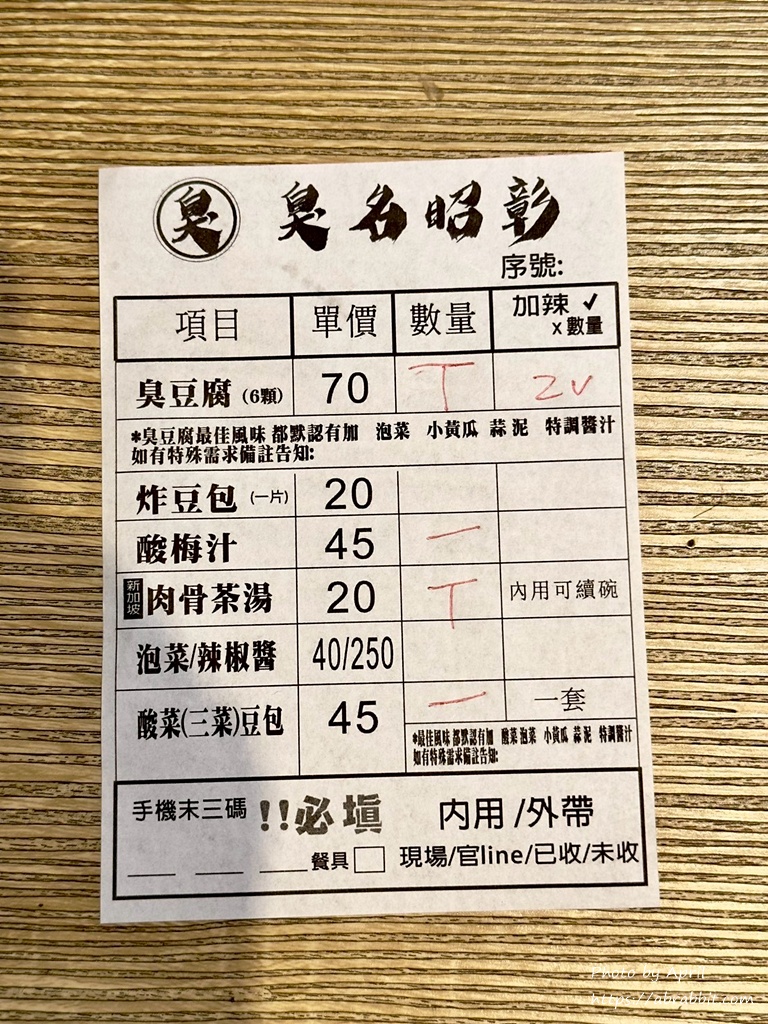 臭 臭名昭彰
序號:
項目 單價 數量 加辣 ✓
x 數量
臭豆腐 (6顆) 70 T 2V
*臭豆腐最佳風味 都默認有加 泡菜 小黃瓜 蒜泥 特調醬汁
如有特殊需求備註告知:
炸豆包 (一片) 20
酸梅汁 45 一
新加坡 肉骨茶湯 20 T 內用可續碗
泡菜/辣椒醬 40/250
酸菜(三菜)豆包 45 一 一套
*最佳風味 都默認有加 酸菜 泡菜 小黃瓜 蒜泥 特調醬汁
如有特殊需求備註告知:
手機末三碼 !!必填 內用 /外帶
___ ___ ___ 餐具 □ 現場/官line/已收/未收
Photo by April
https://abrabbit.com